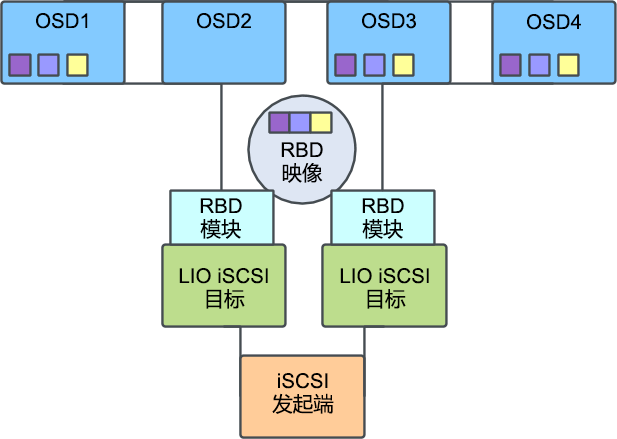 OSD1
OSD2
OSD3
OSD4
RBD
映像
RBD
模块
RBD
模块
LIO iSCSI
目标
LIO iSCSI
目标
iSCSI
发起端